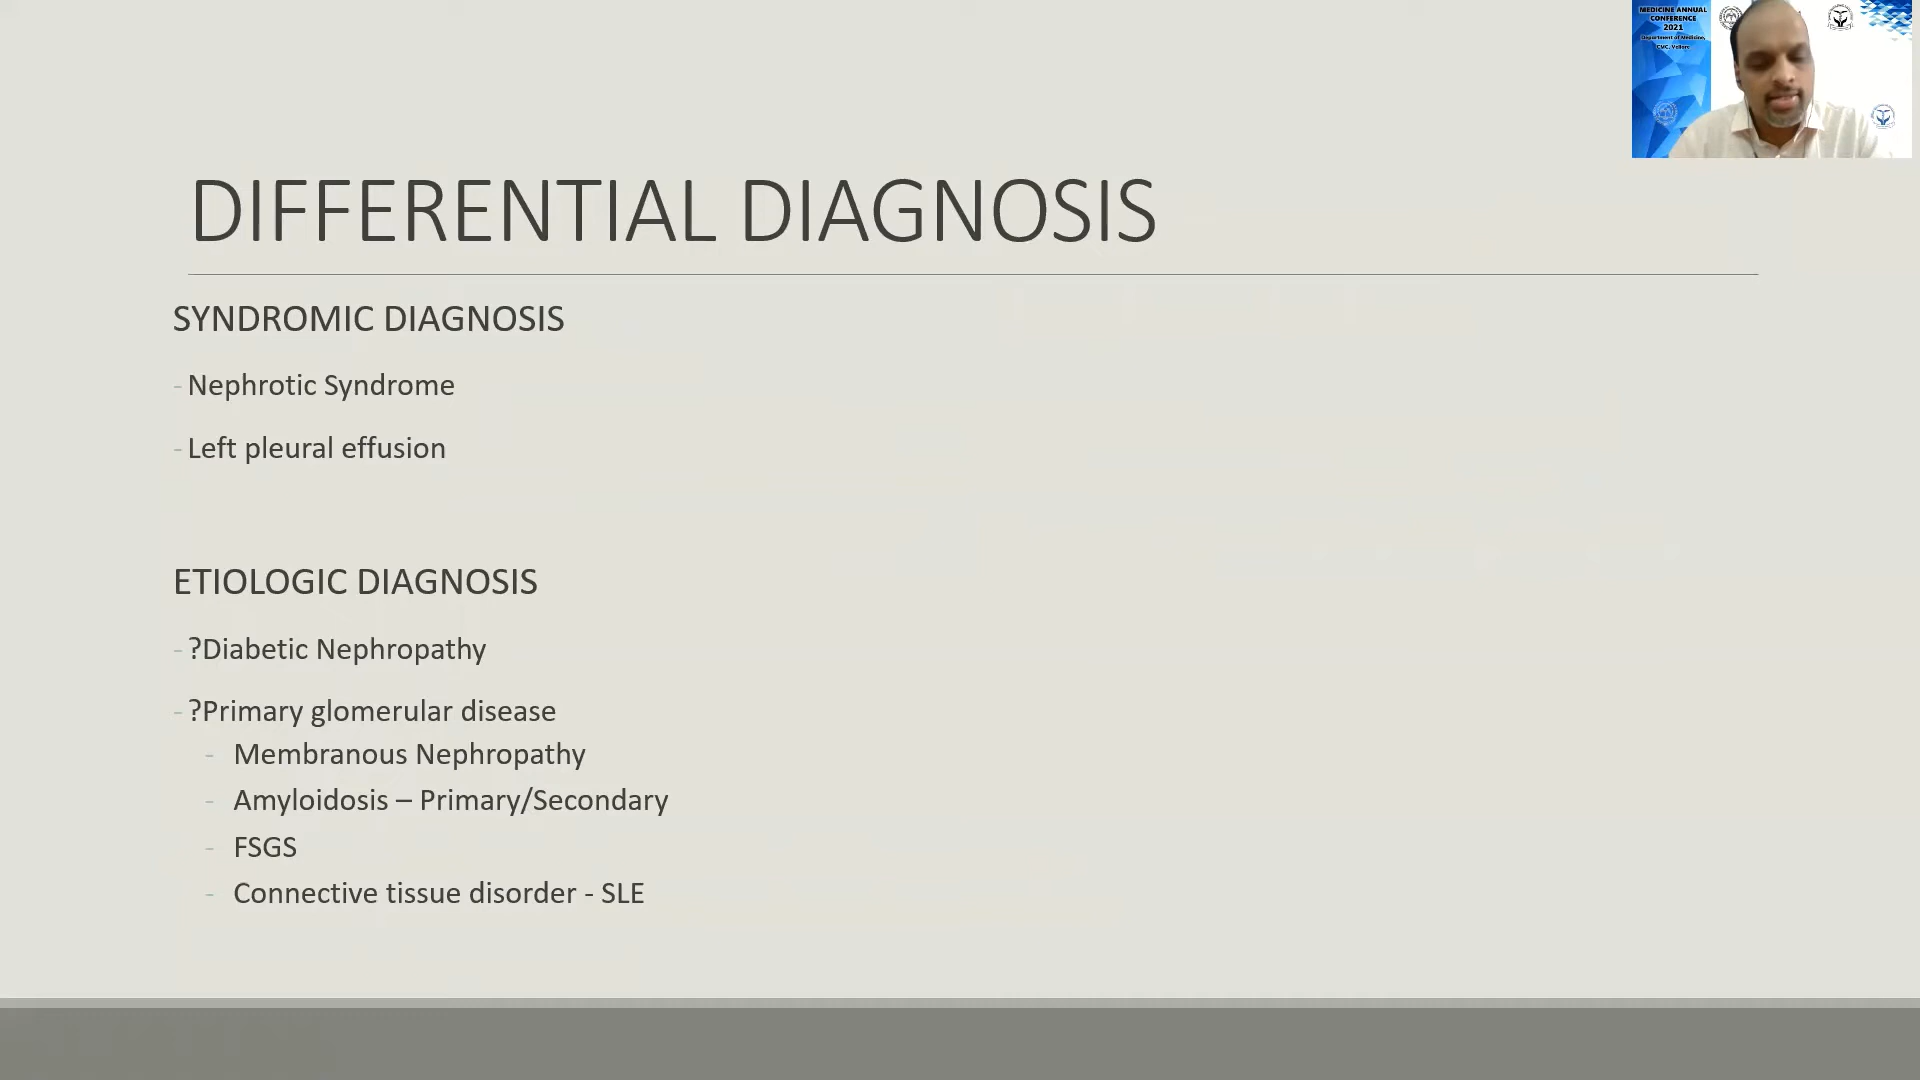 MEDICINE ANNUAL
CONFERENCE
2021
Department of Medicine,
CMC, Vellore
DIFFERENTIAL DIAGNOSIS
SYNDROMIC DIAGNOSIS
- Nephrotic Syndrome
- Left pleural effusion
ETIOLOGIC DIAGNOSIS
- ?Diabetic Nephropathy
- ?Primary glomerular disease
- Membranous Nephropathy
- Amyloidosis – Primary/Secondary
- FSGS
- Connective tissue disorder - SLE